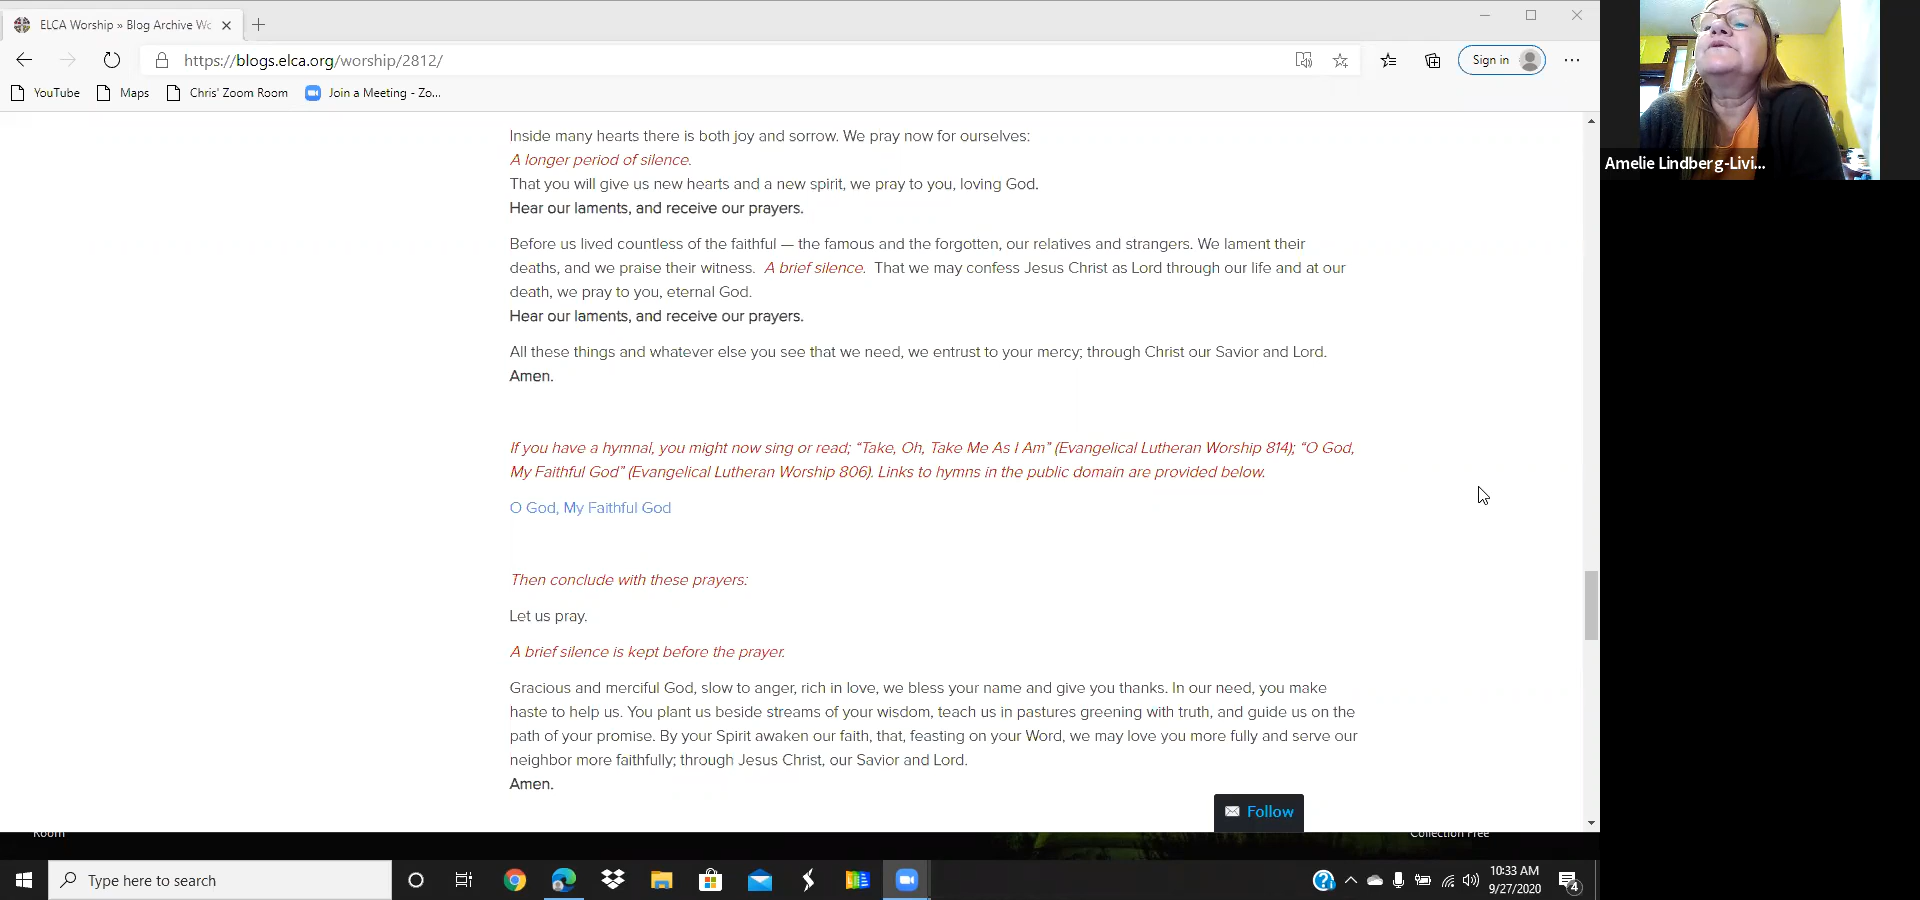 ELCA Worship » Blog Archive Wo
https://blogs.elca.org/worship/2812/
Sign in
YouTube
Maps
Chris' Zoom Room
Join a Meeting - Zo...
Amelie Lindberg-Livi...
Inside many hearts there is both joy and sorrow. We pray now for ourselves:
A longer period of silence.
That you will give us new hearts and a new spirit, we pray to you, loving God.
Hear our laments, and receive our prayers.
Before us lived countless of the faithful — the famous and the forgotten, our relatives and strangers. We lament their
deaths, and we praise their witness. A brief silence. That we may confess Jesus Christ as Lord through our life and at our
death, we pray to you, eternal God.
Hear our laments, and receive our prayers.
All these things and whatever else you see that we need, we entrust to your mercy; through Christ our Savior and Lord.
Amen.
If you have a hymnal, you might now sing or read; “Take, Oh, Take Me As I Am” (Evangelical Lutheran Worship 814); “O God,
My Faithful God” (Evangelical Lutheran Worship 806). Links to hymns in the public domain are provided below.
O God, My Faithful God
Then conclude with these prayers:
Let us pray.
A brief silence is kept before the prayer.
Gracious and merciful God, slow to anger, rich in love, we bless your name and give you thanks. In our need, you make
haste to help us. You plant us beside streams of your wisdom, teach us in pastures greening with truth, and guide us on the
path of your promise. By your Spirit awaken our faith, that, feasting on your Word, we may love you more fully and serve our
neighbor more faithfully; through Jesus Christ, our Savior and Lord.
Amen.
Follow
Room
Collection Free
Type here to search
10:33 AM
9/27/2020
4